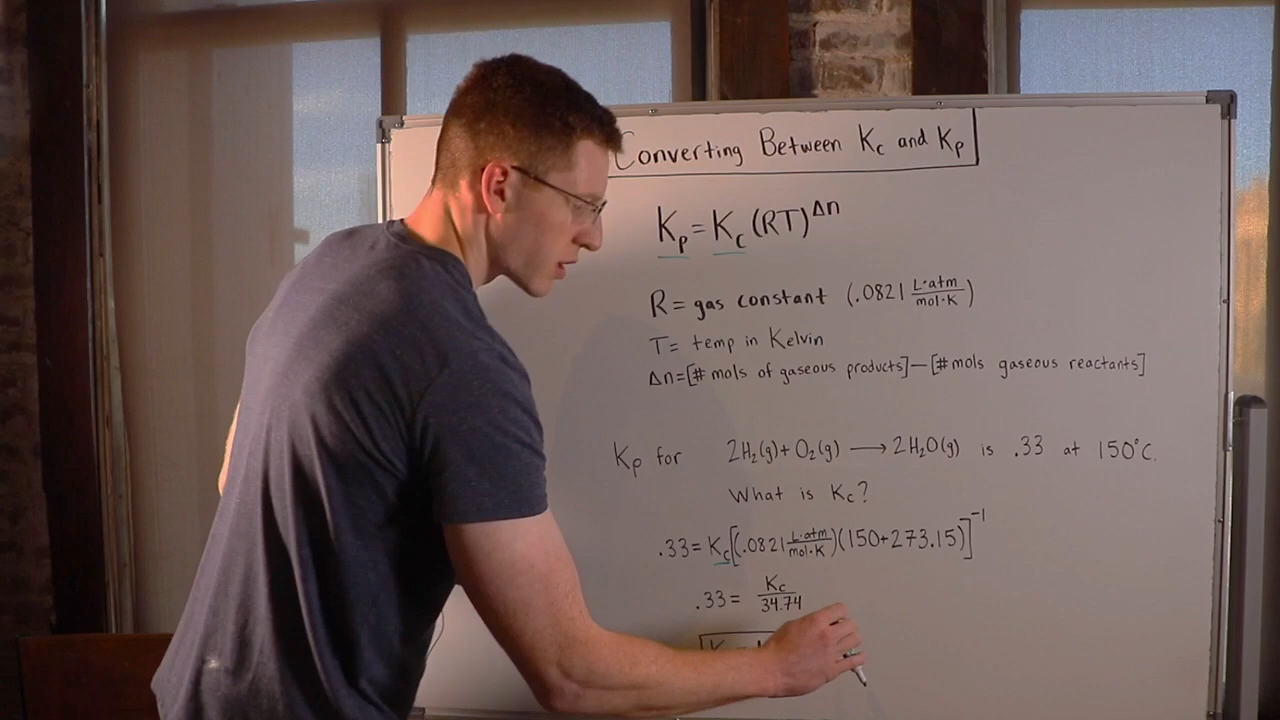 Converting Between Kc and Kp
Kp = Kc (RT)^Δn
R = gas constant (.0821 L·atm/mol·K)
T = temp in Kelvin
Δn = [# mols of gaseous products] — [# mols gaseous reactants]
Kp for 2H₂(g) + O₂(g) ⟶ 2H₂O(g) is .33 at 150°C.
What is Kc?
.33 = Kc[(.0821 L·atm/mol·K)(150+273.15)]^-1
.33 = Kc/34.74